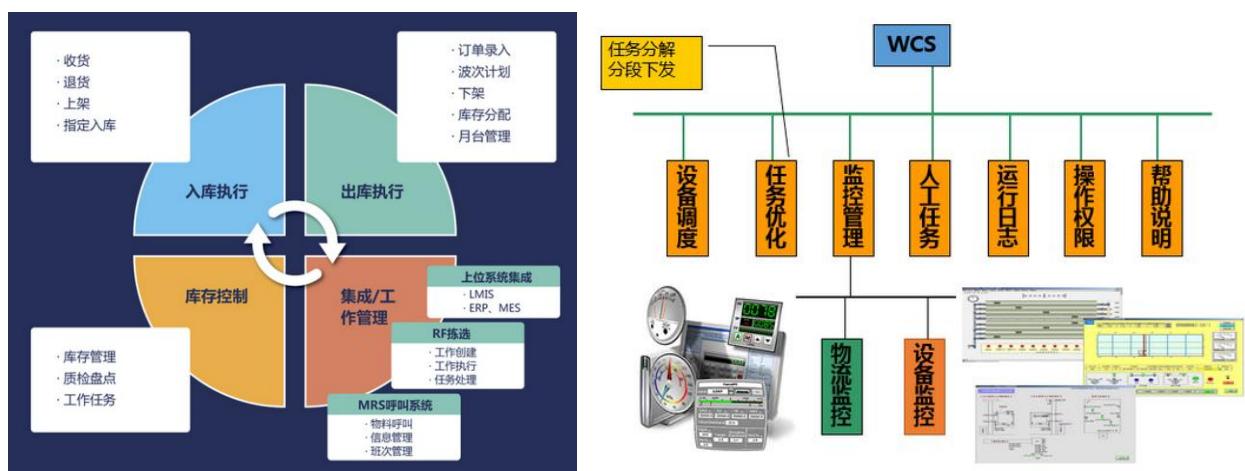 · 收货
· 退货
· 上架
· 指定入库
· 订单录入
· 波次计划
· 下架
· 库存分配
· 月台管理
入库执行
出库执行
库存控制
集成/工
作管理
· 库存管理
· 质检盘点
· 工作任务
上位系统集成
· LMIS
· ERP、MES
RF拣选
· 工作创建
· 工作执行
· 任务处理
MRS呼叫系统
· 物料呼叫
· 信息管理
· 班次管理
任务分解
分段下发
WCS
设备调度
任务优化
监控管理
人工任务
运行日志
操作权限
帮助说明
物流监控
设备监控